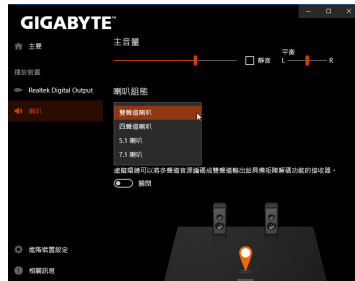 GIGABYTE™
主要
播放裝置
Realtek Digital Output
喇叭
進階裝置設定
相關訊息
主音量
靜音
平衡
L
R
喇叭組態
雙聲道喇叭
四聲道喇叭
5.1 喇叭
7.1 喇叭
虛擬環繞可以將多聲道音源編碼成雙聲道輸出給具備矩陣解碼功能的接收器。
關閉